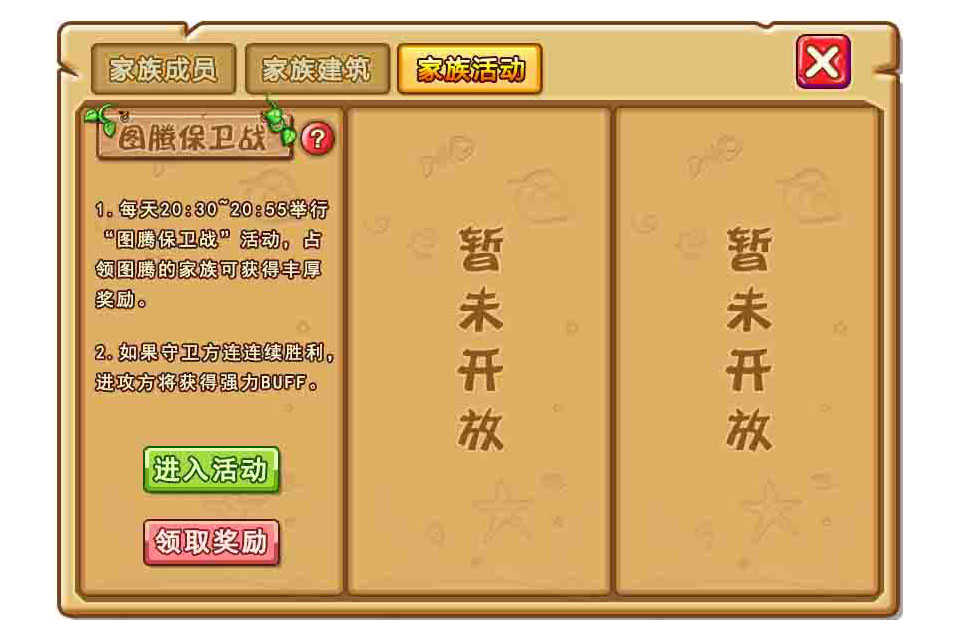 家族成员
家族建筑
家族活动
图腾保卫战
?
1.每天20:30~20:55举行
“图腾保卫战”活动,占
领图腾的家族可获得丰厚
奖励。
2.如果守卫方连连续胜利,
进攻方将获得强力BUFF。
进入活动
领取奖励
暂
未
开
放
暂
未
开
放